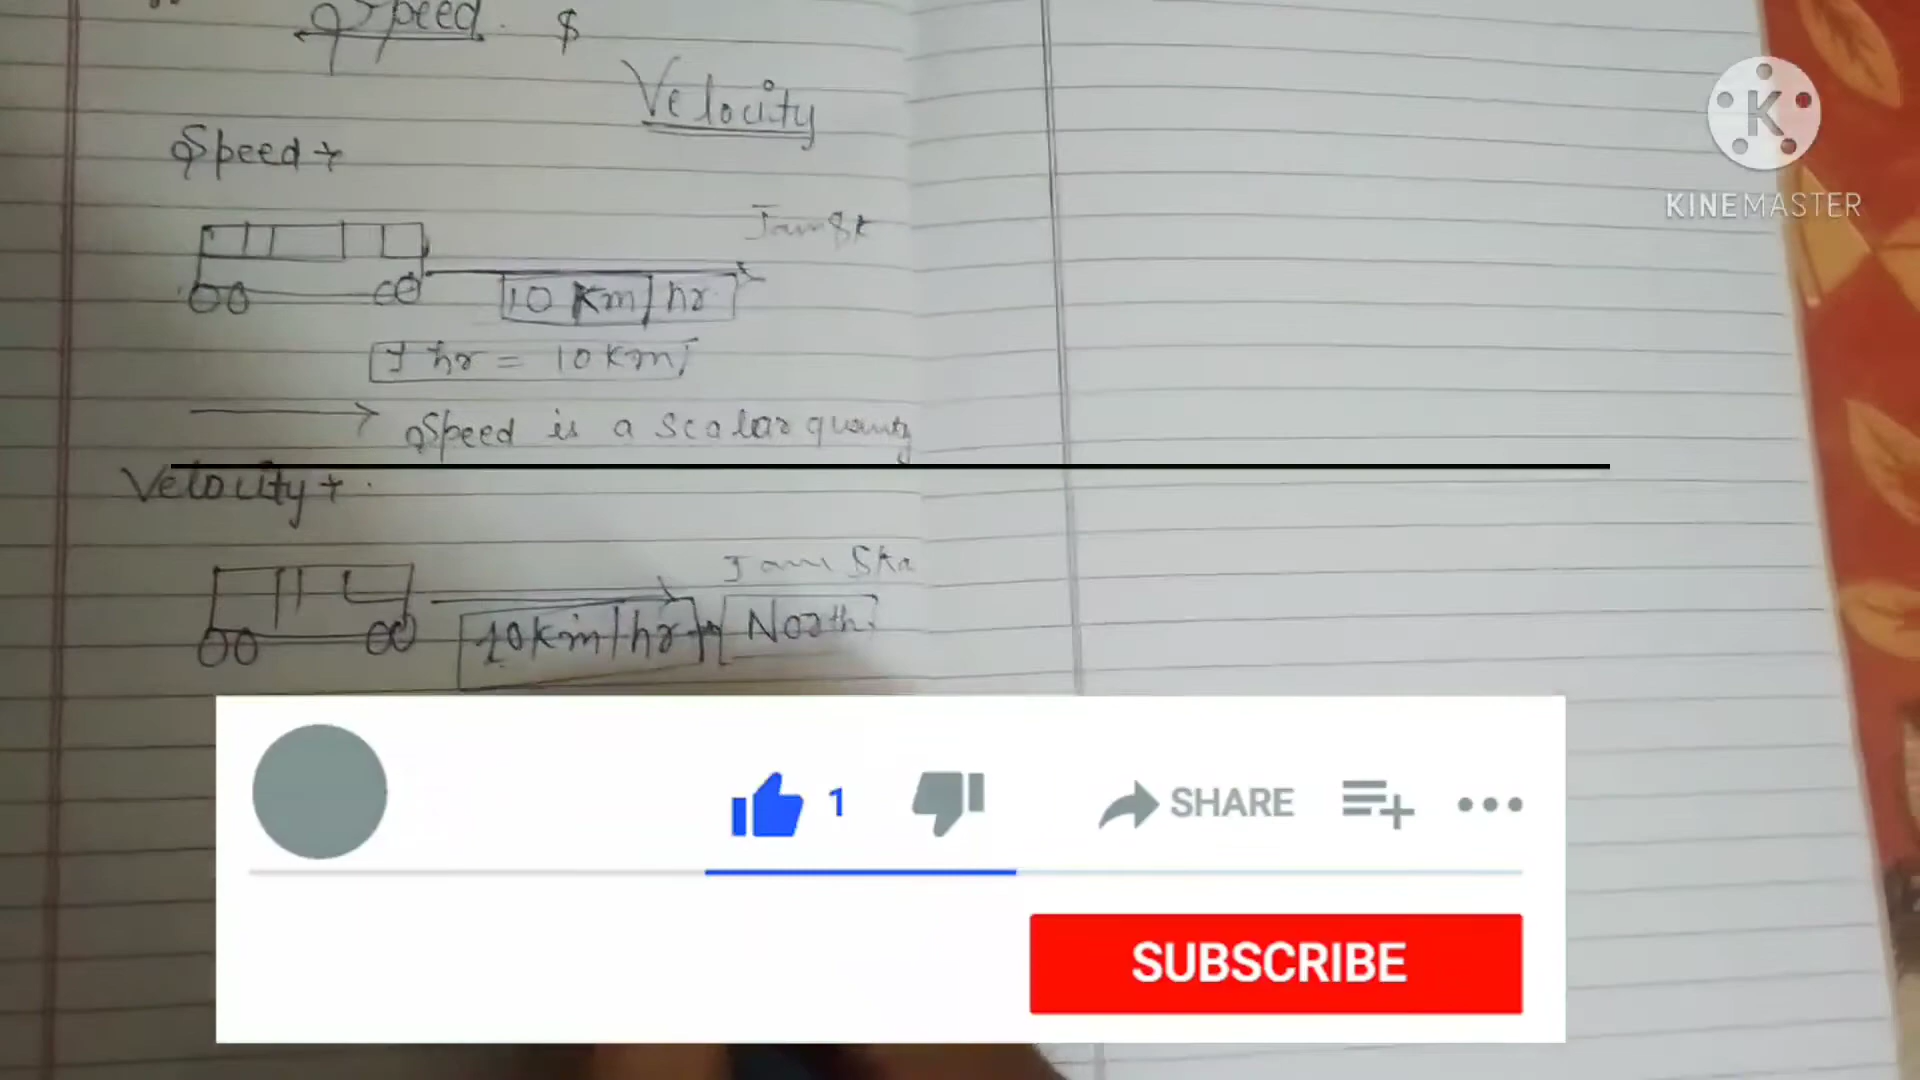 Speed. $
Velocity
Speed →
10 Km/hr
1 hr = 10 Km
→ Speed is a scalar quantity
Velocity →
10 Km/hr → North
KINEMASTER
1 SHARE
SUBSCRIBE